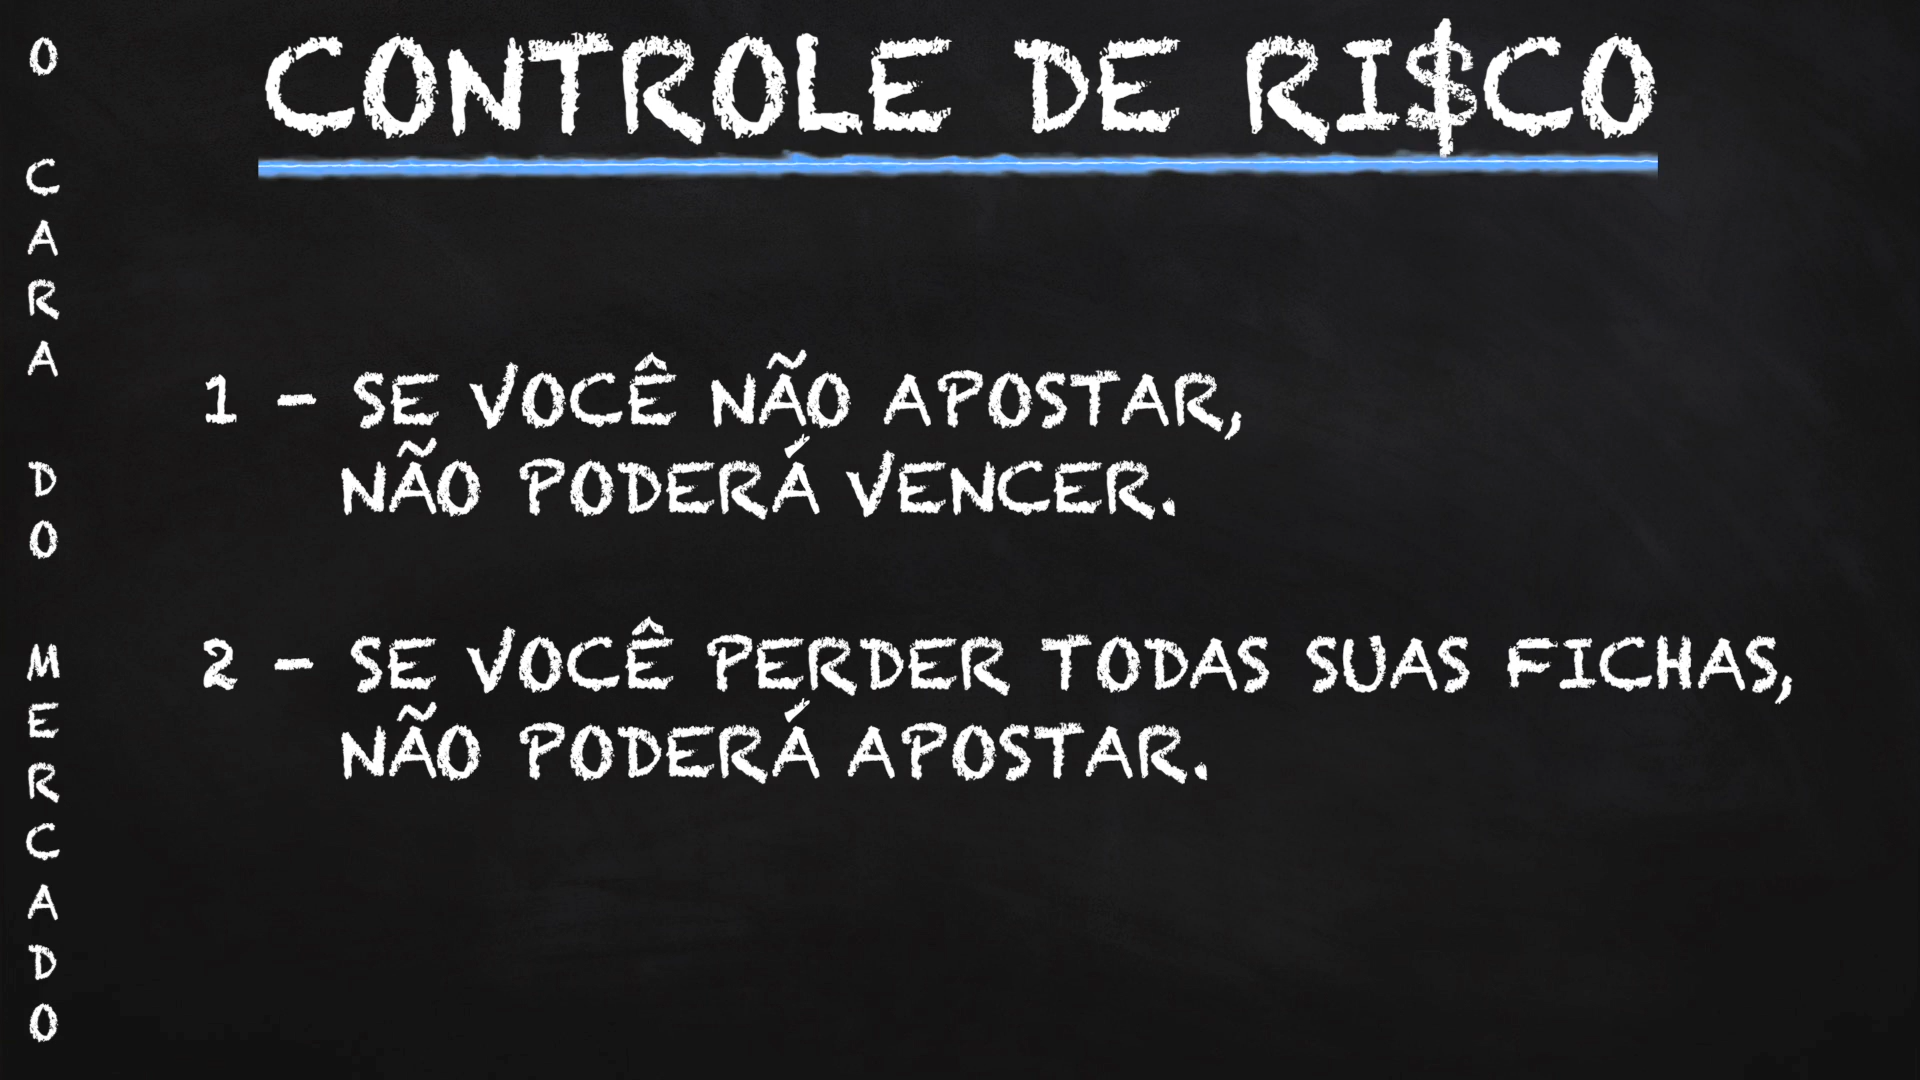 CONTROLE DE RI$CO
1 - SE VOCÊ NÃO APOSTAR,
NÃO PODERÁ VENCER.
2 - SE VOCÊ PERDER TODAS SUAS FICHAS,
NÃO PODERÁ APOSTAR.
O CARA DO MERCADO